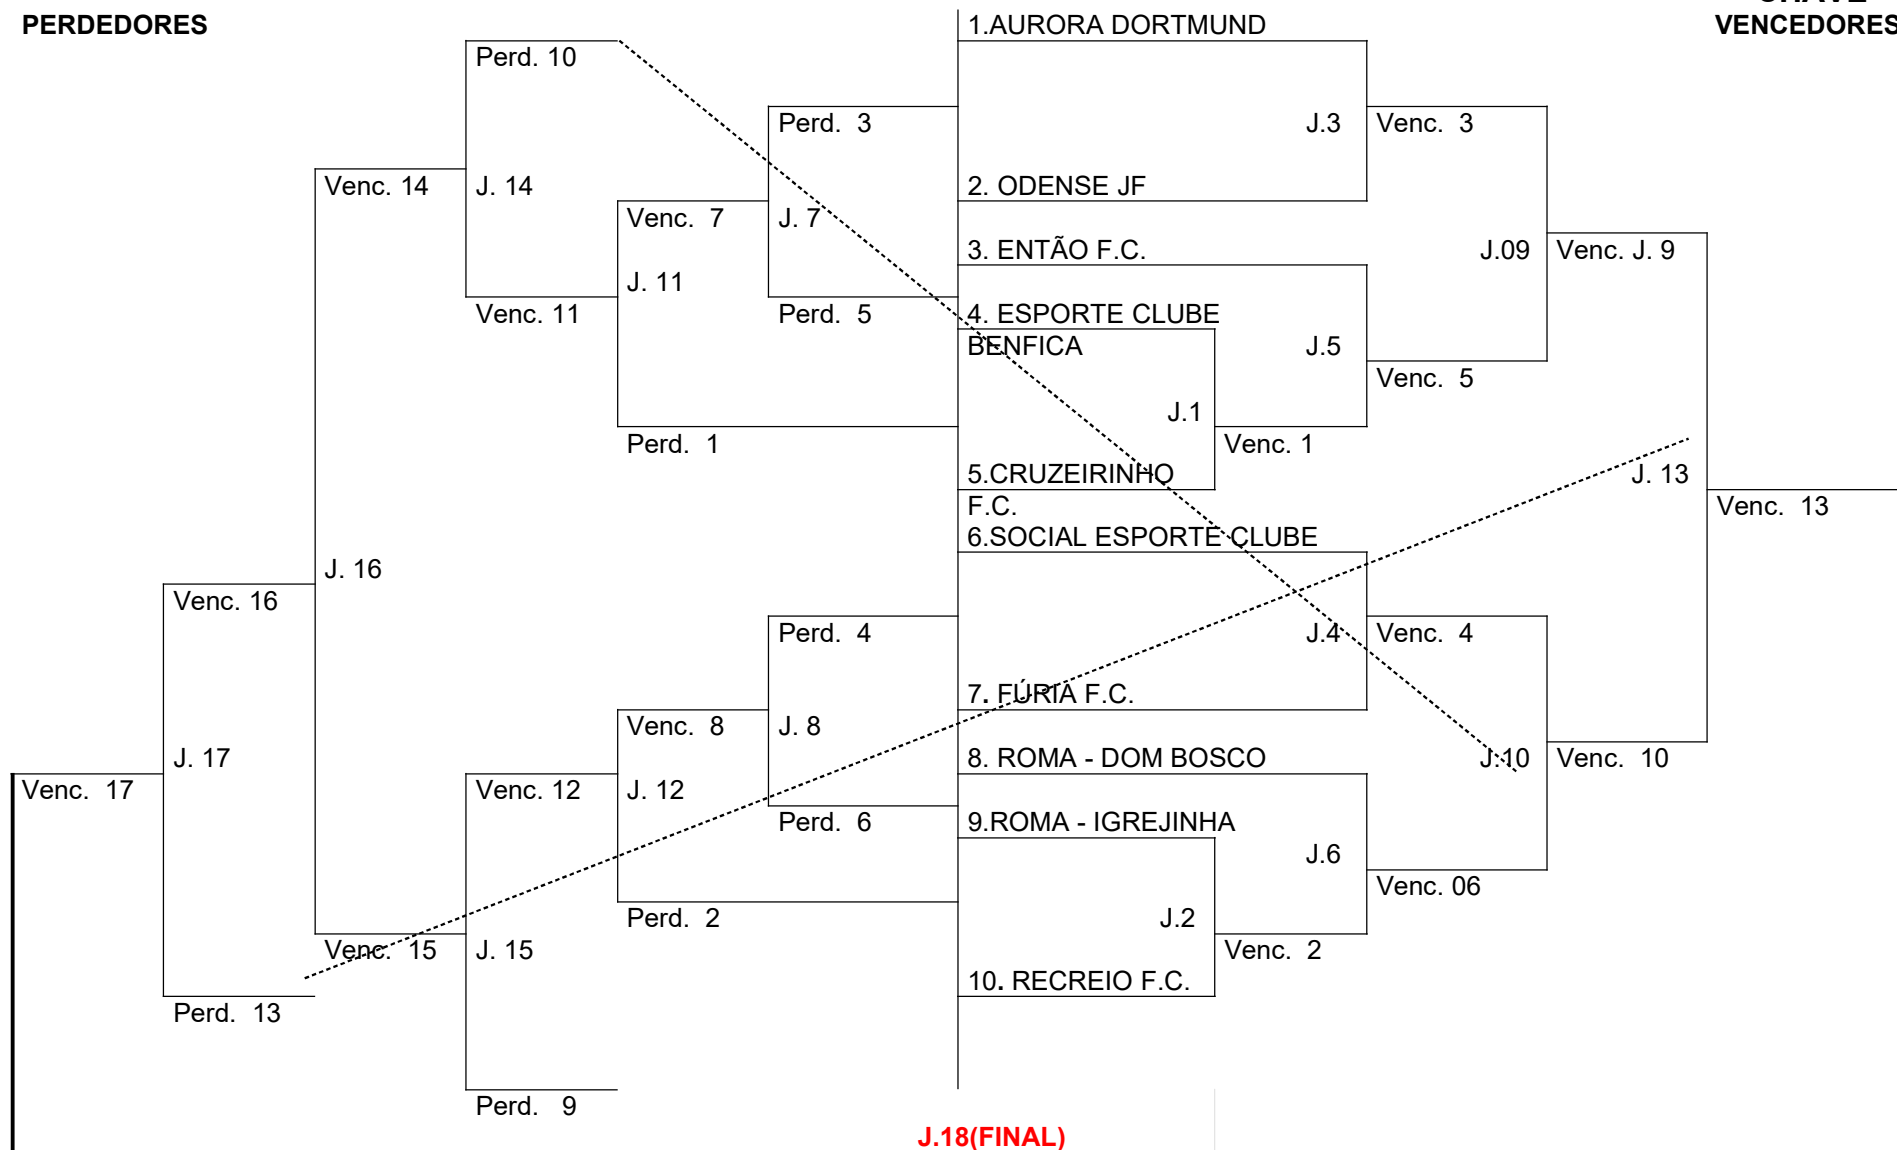 CHAVE
PERDEDORES
1.AURORA DORTMUND
VENCEDORES
Perd. 10
Perd. 3
J.3
Venc. 3
Venc. 14
J. 14
2. ODENSE JF
Venc. 7
J. 7
3. ENTÃO F.C.
J.09
Venc. J. 9
J. 11
Venc. 11
Perd. 5
4. ESPORTE CLUBE
BENFICA
J.5
Venc. 5
J.1
Perd. 1
Venc. 1
5.CRUZEIRINHO
F.C.
J. 13
Venc. 13
6.SOCIAL ESPORTE CLUBE
J. 16
Venc. 16
Perd. 4
J.4
Venc. 4
7. FÚRIA F.C.
Venc. 8
J. 8
J. 17
8. ROMA - DOM BOSCO
J.10
Venc. 10
Venc. 17
Venc. 12
J. 12
Perd. 6
9.ROMA - IGREJINHA
J.6
Venc. 06
Perd. 2
J.2
Venc. 15
J. 15
Venc. 2
10. RECREIO F.C.
Perd. 13
Perd. 9
J.18(FINAL)